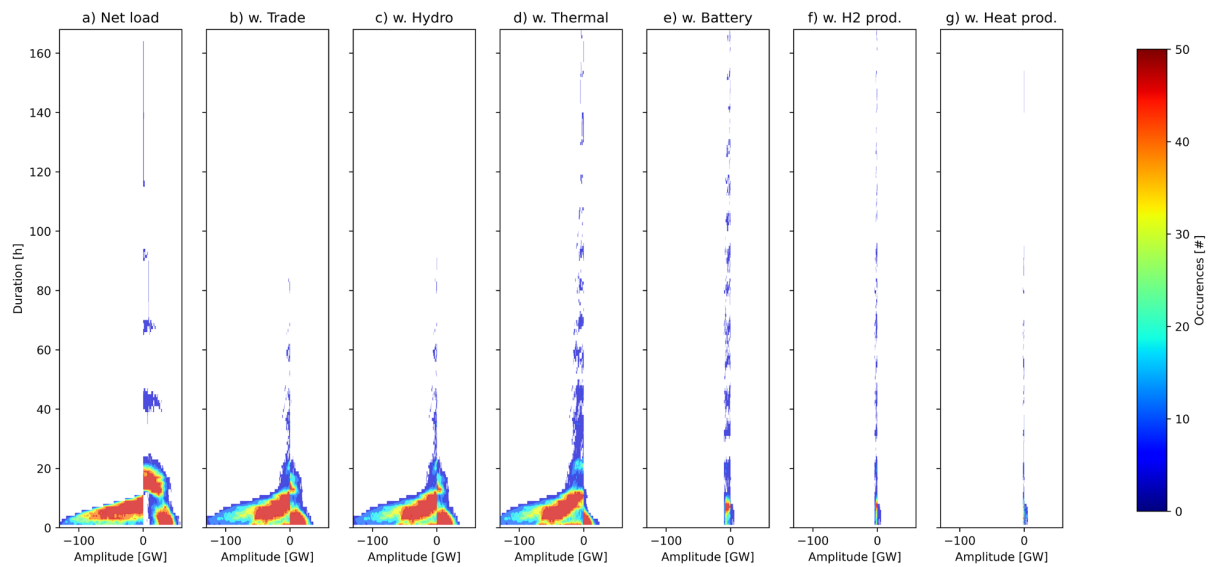 a) Net load
b) w. Trade
c) w. Hydro
d) w. Thermal
e) w. Battery
f) w. H2 prod.
g) w. Heat prod.
160
140
120
100
80
60
40
20
0
Duration [h]
−100
0
−100
0
−100
0
−100
0
−100
0
−100
0
−100
0
Amplitude [GW]
Amplitude [GW]
Amplitude [GW]
Amplitude [GW]
Amplitude [GW]
Amplitude [GW]
Amplitude [GW]
50
40
30
20
10
0
Occurences [#]